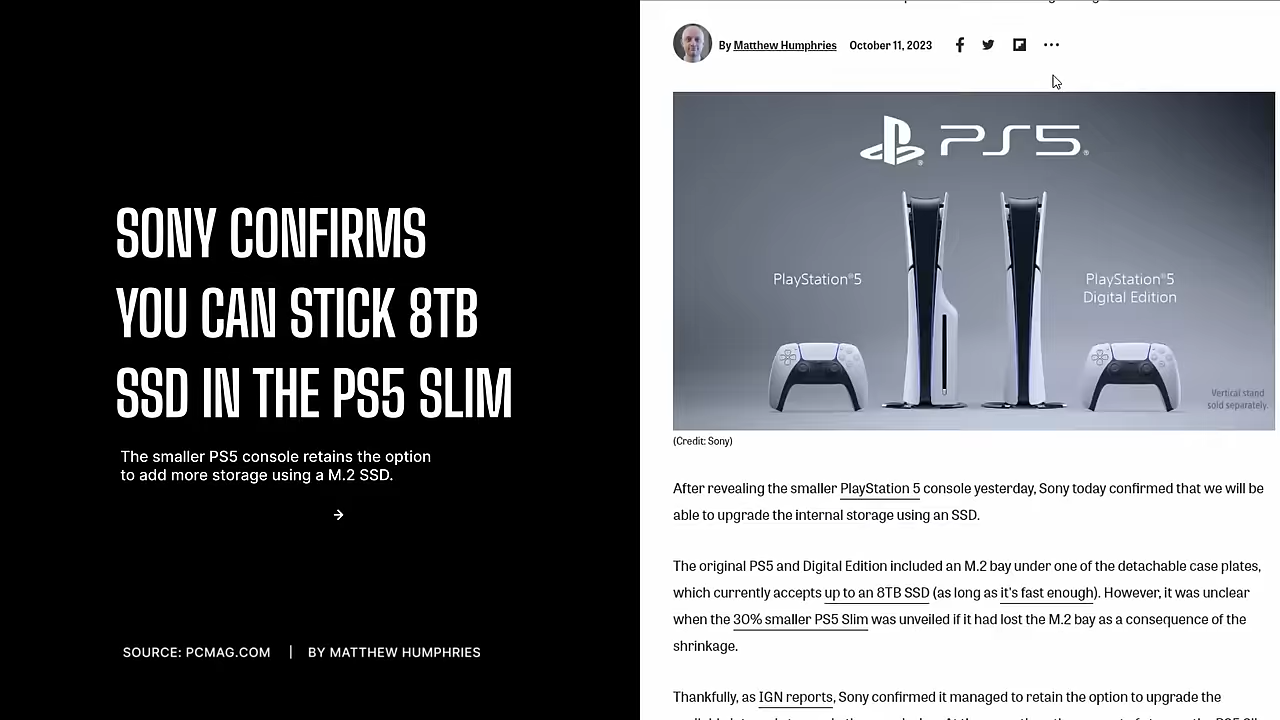 SONY CONFIRMS
YOU CAN STICK 8TB
SSD IN THE PS5 SLIM
The smaller PS5 console retains the option
to add more storage using a M.2 SSD.
SOURCE: PCMAG.COM | BY MATTHEW HUMPHRIES
By Matthew Humphries October 11, 2023
PS5
PlayStation®5
PlayStation®5
Digital Edition
Vertical stand
sold separately.
(Credit: Sony)
After revealing the smaller PlayStation 5 console yesterday, Sony today confirmed that we will be
able to upgrade the internal storage using an SSD.
The original PS5 and Digital Edition included an M.2 bay under one of the detachable case plates,
which currently accepts up to an 8TB SSD (as long as it's fast enough). However, it was unclear
when the 30% smaller PS5 Slim was unveiled if it had lost the M.2 bay as a consequence of the
shrinkage.
Thankfully, as IGN reports, Sony confirmed it managed to retain the option to upgrade the